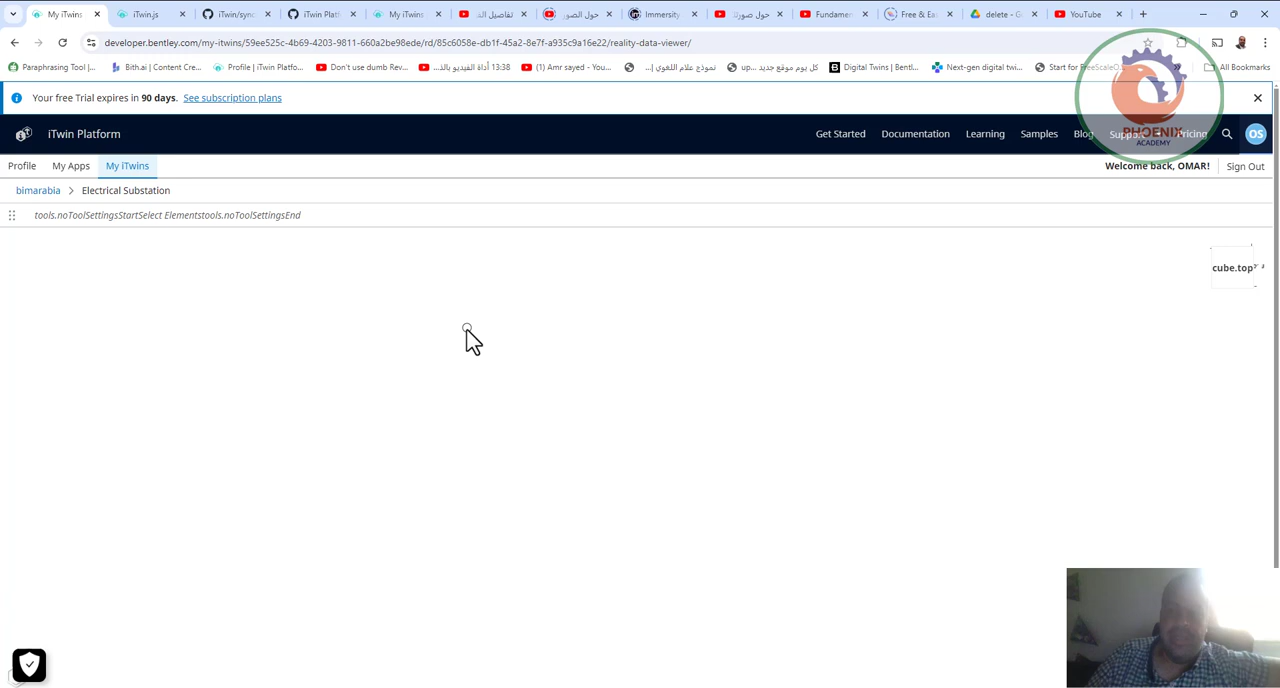 My iTwins
iTwin.js
iTwin/sync
iTwin Platf
My iTwins
تفاصيل الة
حول الصور
Immersity
حول صورتك
Fundamen
Free & Eas
delete - G
YouTube
developer.bentley.com/my-itwins/59ee525c-4b69-4203-9811-660a2be98ede/rd/3c6058e-db1f-45a2-8e7f-a935c9a16e22/reality-data-viewer/
Paraphrasing Tool |...
Bith.ai | Content Cre...
Profile | iTwin Platfo...
Don't use dumb Rev...
13:38 أداة الفيديو بالذ...
(1) Amr sayed - You...
نموذج علام اللغوي |...
كل يوم موقع جديد up...
Digital Twins | Bentl...
Next-gen digital twi...
Start for
All Bookmarks
Your free Trial expires in 90 days. See subscription plans
iTwin Platform
Get Started
Documentation
Learning
Samples
Blog
Support
Pricing
OS
PHOENIX
ACADEMY
Profile
My Apps
My iTwins
Welcome back, OMAR!
Sign Out
bimarabia > Electrical Substation
tools.noToolSettingsStartSelect Elementstools.noToolSettingsEnd
cube.top